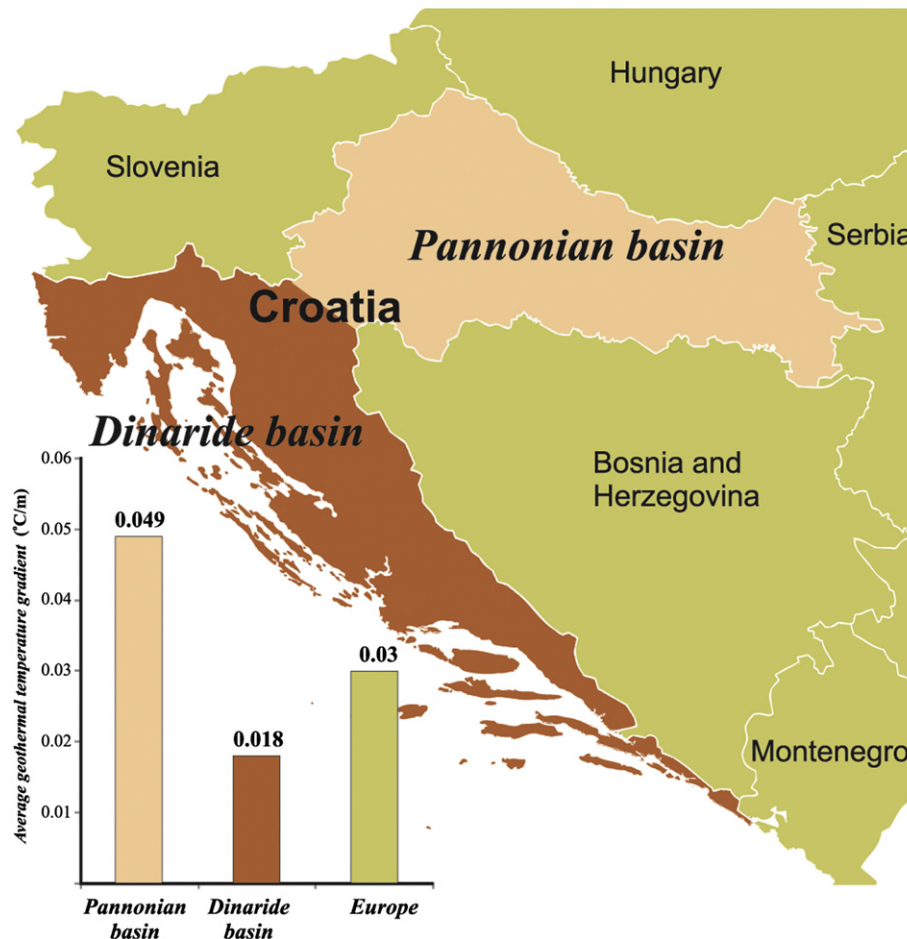 Hungary
Slovenia
Serbia
Pannonian basin
Croatia
Dinaride basin
Bosnia and
Herzegovina
Montenegro
Average geothermal temperature gradient (°C/m)
0.06
0.05
0.04
0.03
0.02
0.01
0.049
0.018
0.03
Pannonian
basin
Dinaride
basin
Europe